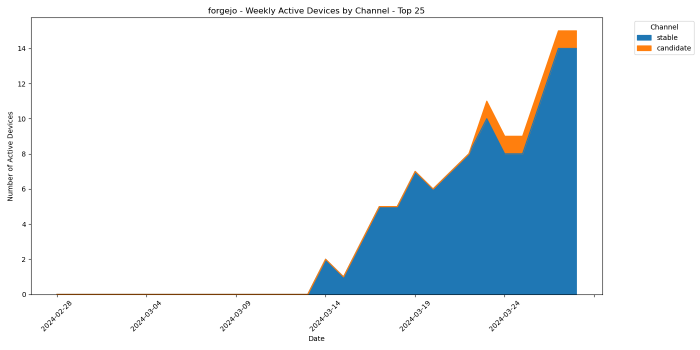 forgejo - Weekly Active Devices by Channel - Top 25
Channel
stable
candidate
Number of Active Devices
14
12
10
8
6
4
2
0
2024-02-28
2024-03-04
2024-03-09
2024-03-14
2024-03-19
2024-03-24
Date